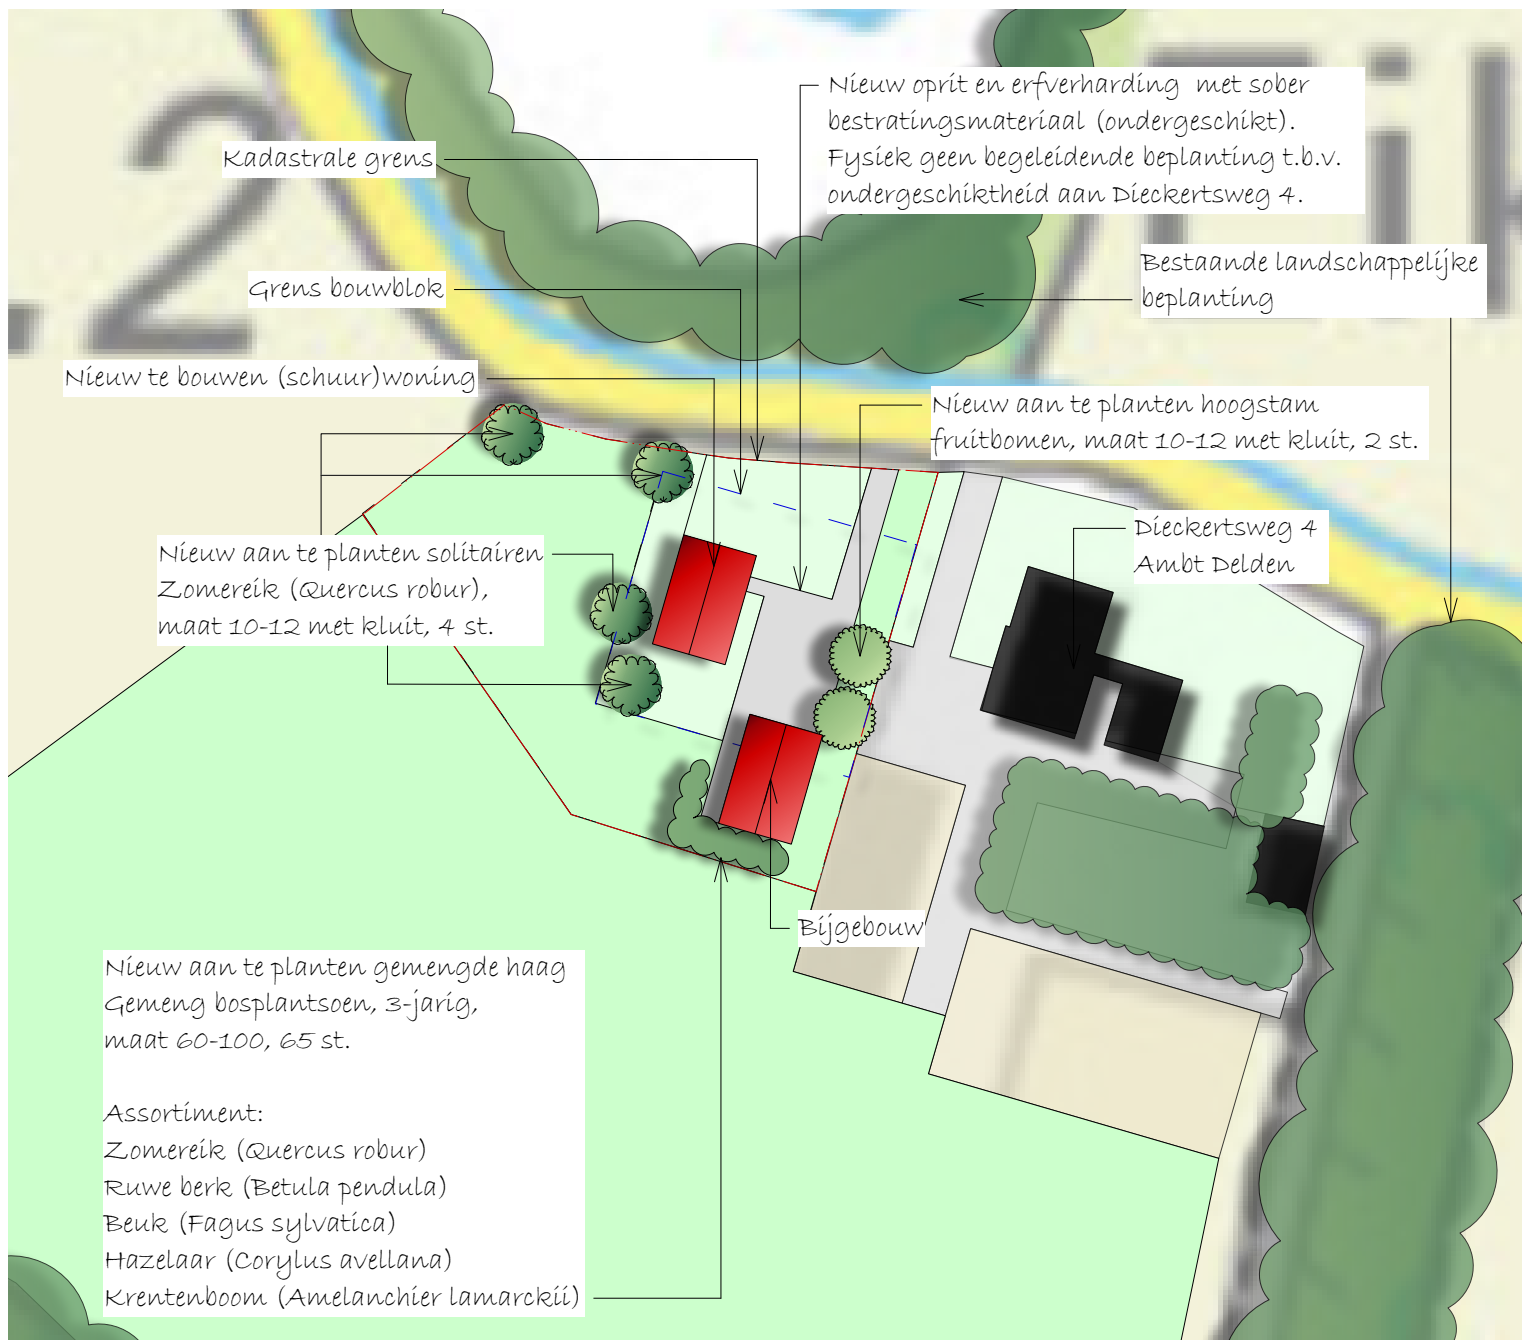 Nieuw oprit en erfverharding met sober
bestratingsmateriaal (ondergeschikt).
Fysiek geen begeleidende beplanting t.b.v.
ondergeschiktheid aan Dieckertsweg 4.
Kadastrale grens
Bestaande landschappelijke
beplanting
Grens bouwblok
Nieuw te bouwen (schuur)woning
Nieuw aan te planten hoogstam
fruitbomen, maat 10-12 met kluit, 2 st.
Dieckertsweg 4
Ambt Delden
Nieuw aan te planten solitairen
Zomereik (Quercus robur),
maat 10-12 met kluit, 4 st.
Bijgebouw
Nieuw aan te planten gemengde haag
Gemeng bosplantsoen, 3-jarig,
maat 60-100, 65 st.
Assortiment:
Zomereik (Quercus robur)
Ruwe berk (Betula pendula)
Beuk (Fagus sylvatica)
Hazelaar (Corylus avellana)
Krentenboom (Amelanchier lamarckii)